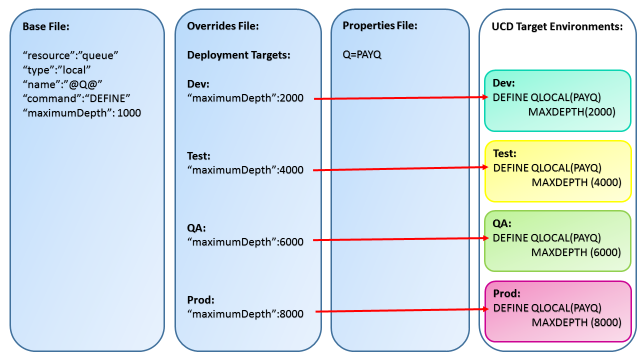 Base File:
"resource":"queue"
"type":"local"
"name":"@Q@"
"command":"DEFINE"
"maximumDepth": 1000
Overrides File:
Deployment Targets:
Dev:
"maximumDepth":2000
Test:
"maximumDepth":4000
QA:
"maximumDepth":6000
Prod:
"maximumDepth":8000
Properties File:
Q=PAYQ
UCD Target Environments:
Dev:
DEFINE QLOCAL(PAYQ)
MAXDEPTH(2000)
Test:
DEFINE QLOCAL(PAYQ)
MAXDEPTH (4000)
QA:
DEFINE QLOCAL(PAYQ)
MAXDEPTH (6000)
Prod:
DEFINE QLOCAL(PAYQ)
MAXDEPTH (8000)